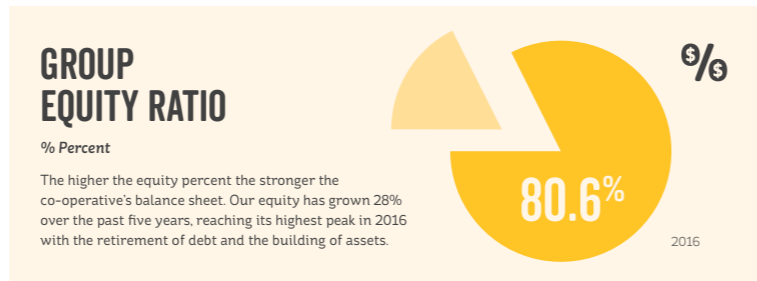 GROUP
EQUITY RATIO
% Percent
The higher the equity percent the stronger the
co-operative's balance sheet. Our equity has grown 28%
over the past five years, reaching its highest peak in 2016
with the retirement of debt and the building of assets.
80.6%
2016